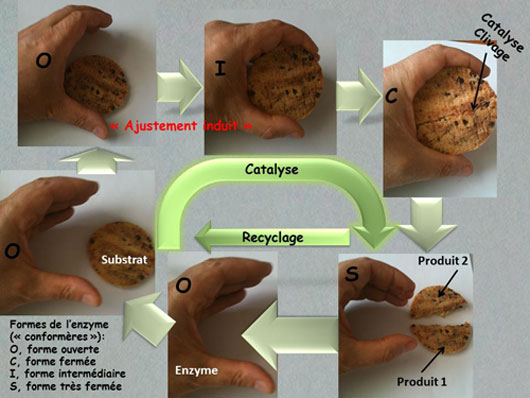 O
I
C
Catalyse
Clivage
« Ajustement induit »
Catalyse
Recyclage
O
Substrat
O
Enzyme
S
Produit 2
Produit 1
Formes de l'enzyme
(« conformères »):
O, forme ouverte
C, forme fermée
I, forme intermédiaire
S, forme très fermée